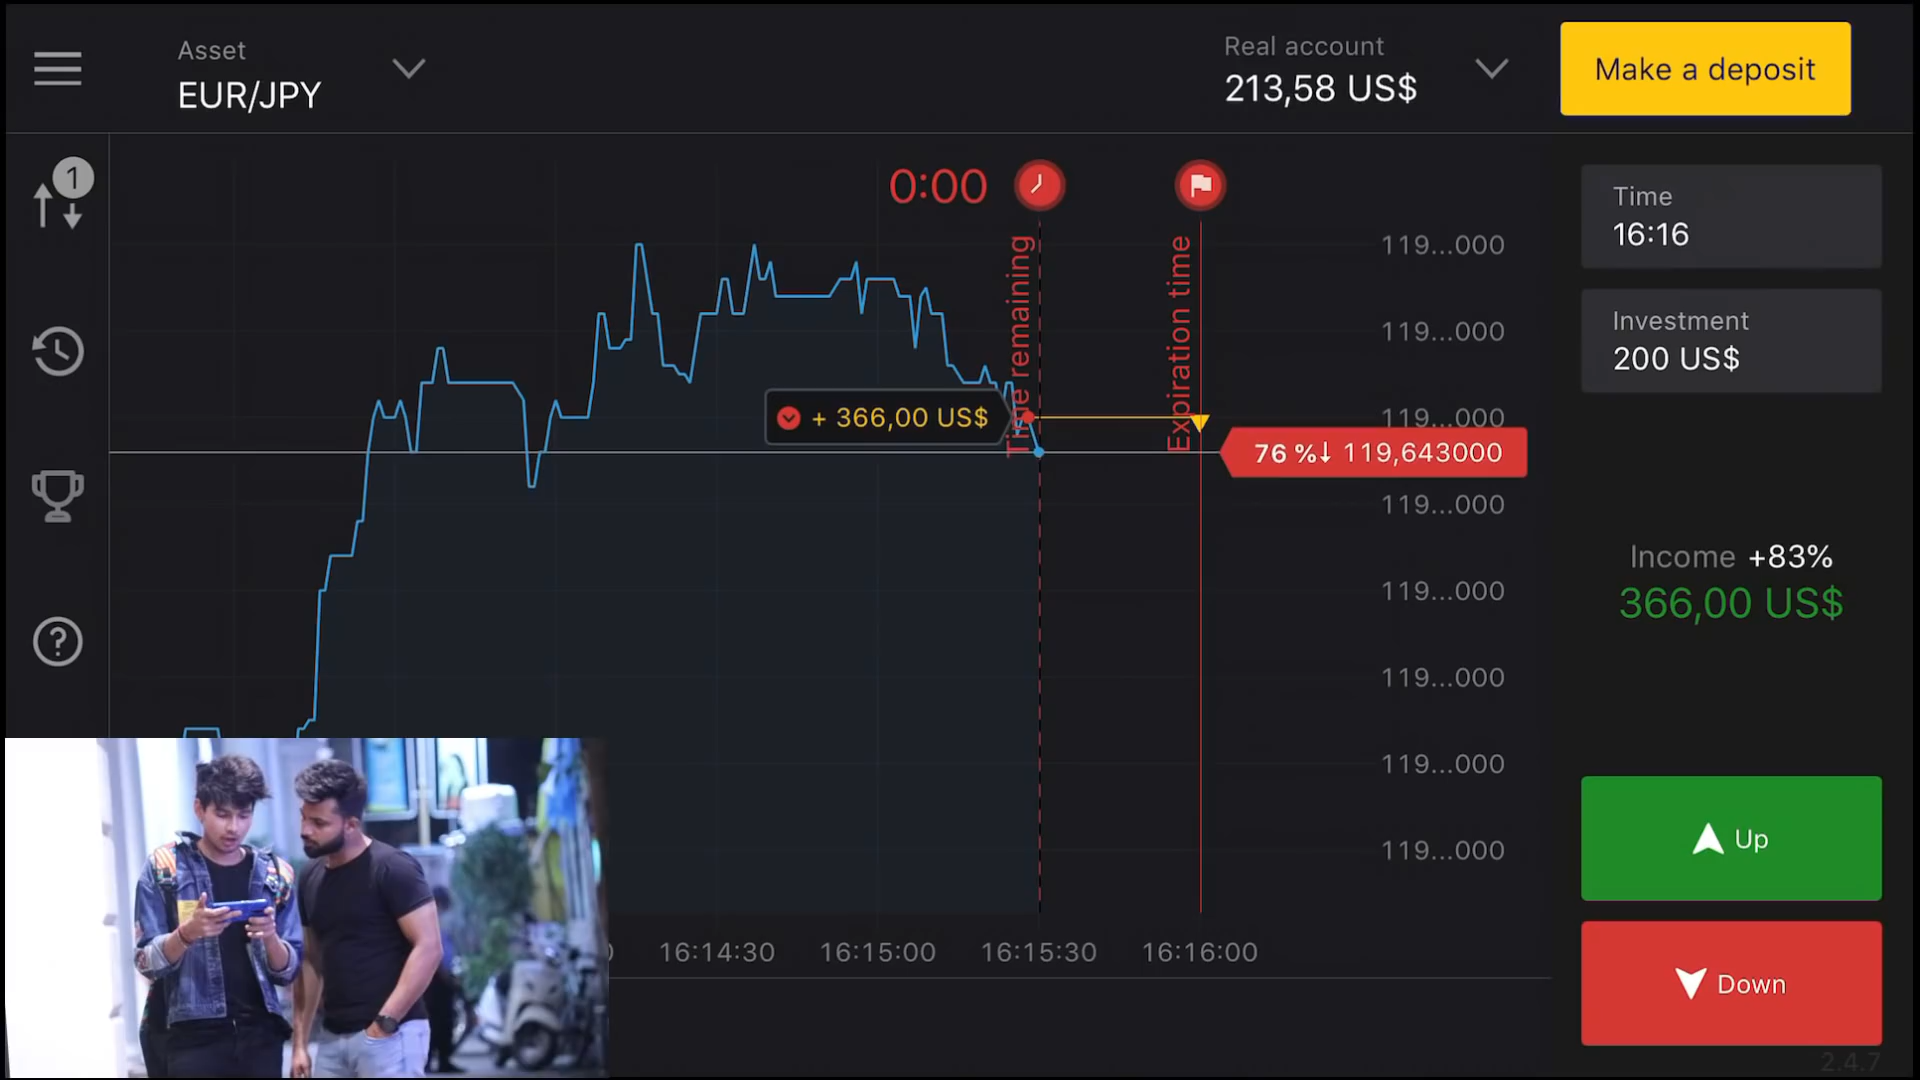 Asset
EUR/JPY
Real account
213,58 US$
Make a deposit
1
0:00
Time remaining
Expiration time
119...000
119...000
119...000
119...000
119...000
119...000
119...000
119...000
+ 366,00 US$
76 %↓ 119,643000
Time
16:16
Investment
200 US$
Income +83%
366,00 US$
Up
Down
16:14:30
16:15:00
16:15:30
16:16:00
2.4.7